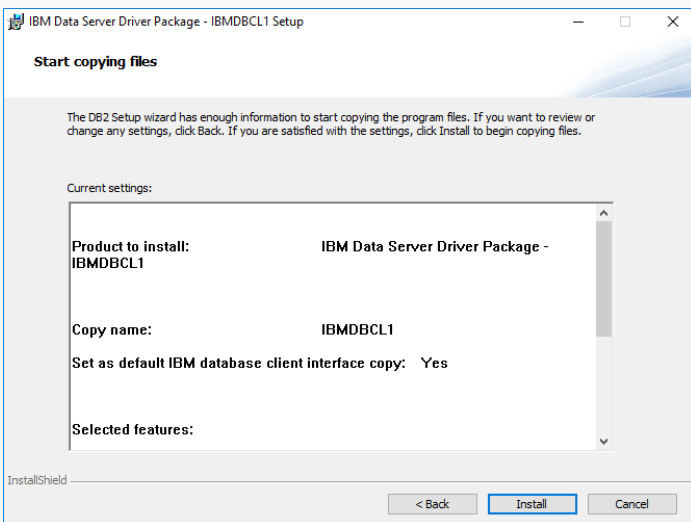 IBM Data Server Driver Package - IBMDBCL1 Setup
Start copying files
The DB2 Setup wizard has enough information to start copying the program files. If you want to review or
change any settings, click Back. If you are satisfied with the settings, click Install to begin copying files.
Current settings:
Product to install: IBM Data Server Driver Package -
IBMDBCL1
Copy name: IBMDBCL1
Set as default IBM database client interface copy: Yes
Selected features:
InstallShield
< Back Install Cancel